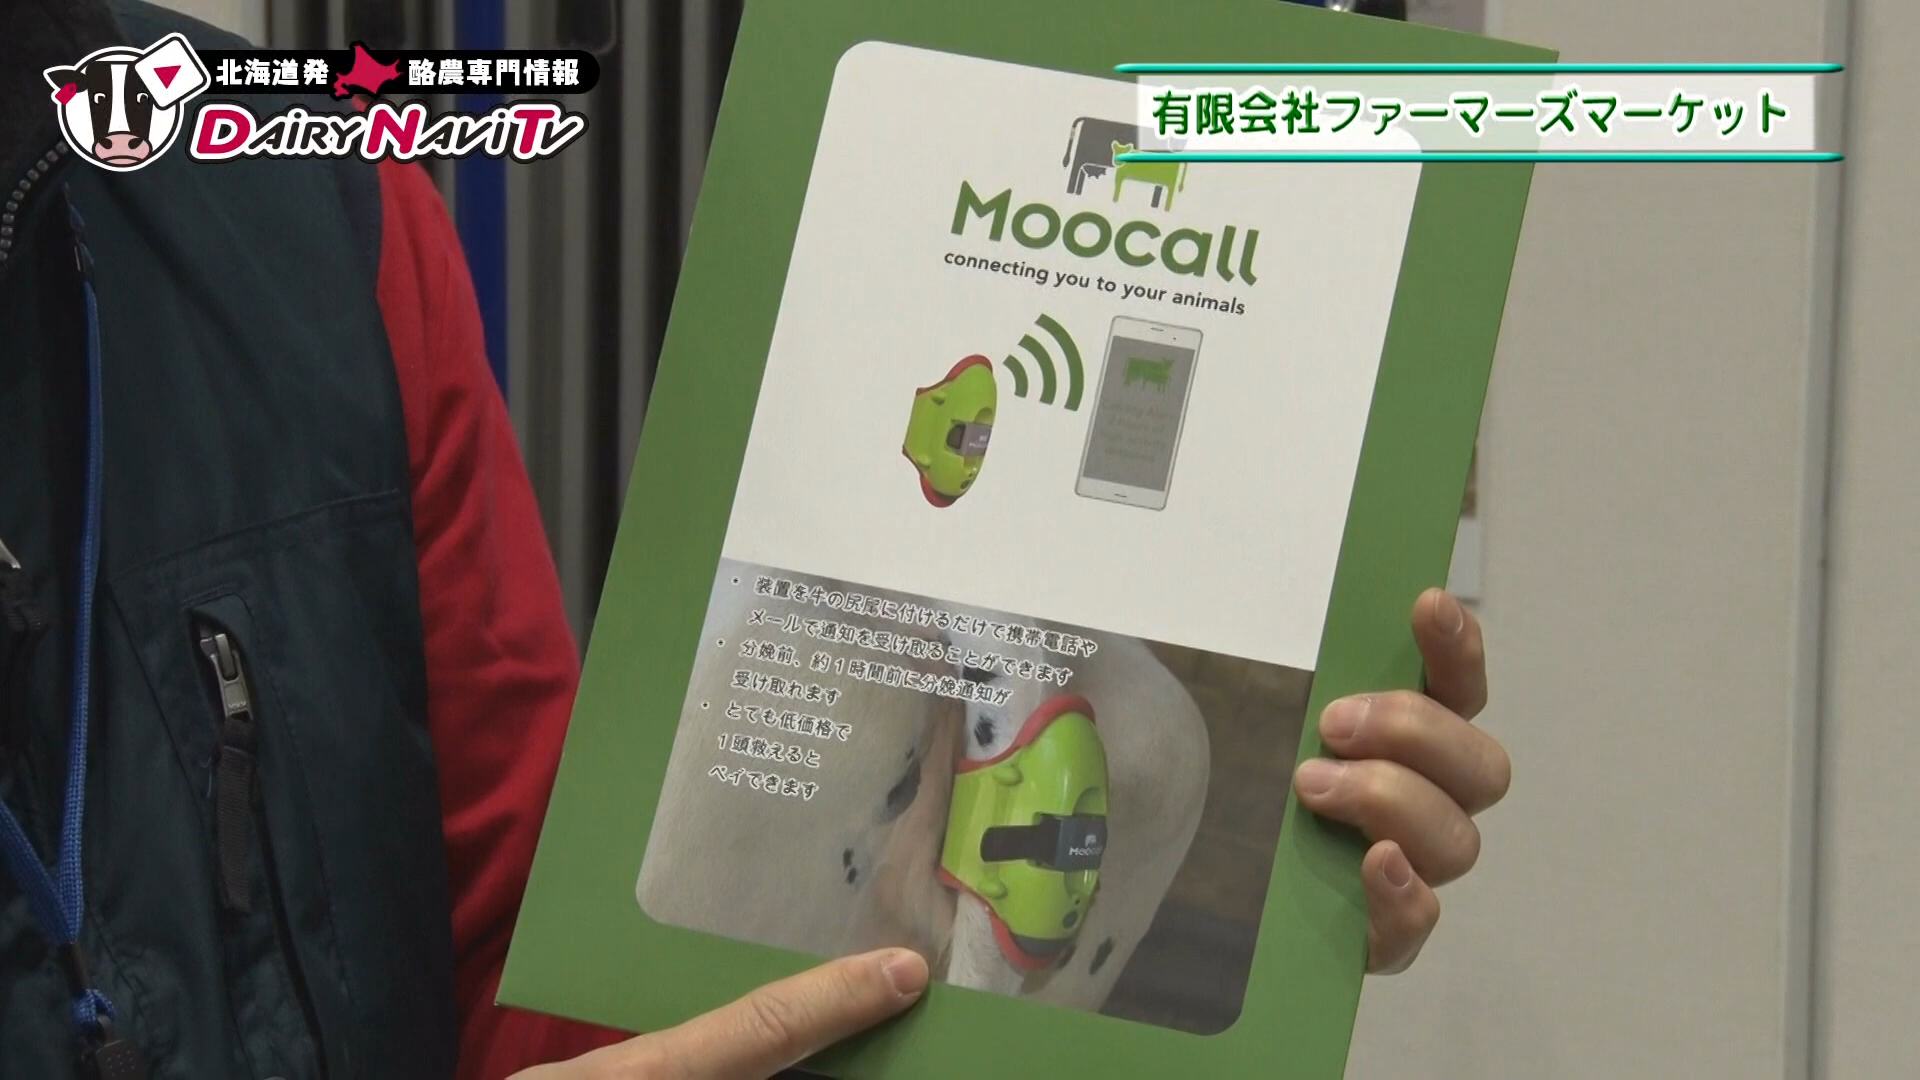 北海道発 酪農専門情報
DAIRY NAVI TV
有限会社ファーマーズマーケット
Moocall
connecting you to your animals
・ 装置を牛の尻尾に付けるだけで携帯電話や
メールで通知を受け取ることができます
・ 分娩前、約1時間前に分娩通知が
受け取れます
・ とても低価格で
1頭救えると
ペイできます